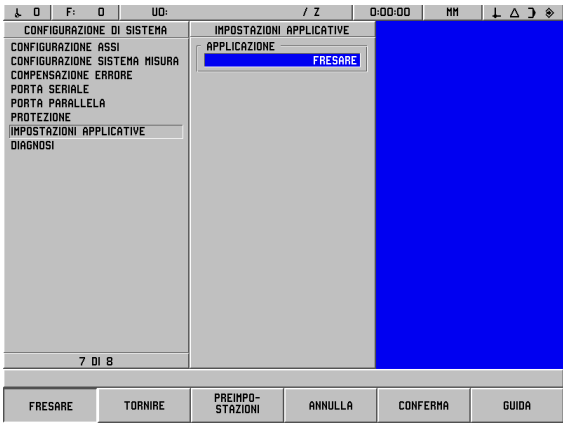 0 F: 0 UO: / Z 0:00:00 MM
CONFIGURAZIONE DI SISTEMA
CONFIGURAZIONE ASSI
CONFIGURAZIONE SISTEMA MISURA
COMPENSAZIONE ERRORE
PORTA SERIALE
PORTA PARALLELA
PROTEZIONE
IMPOSTAZIONI APPLICATIVE
DIAGNOSI
7 DI 8
IMPOSTAZIONI APPLICATIVE
APPLICAZIONE
FRESARE
FRESARE
TORNIRE
PREIMPO-
STAZIONI
ANNULLA
CONFERMA
GUIDA